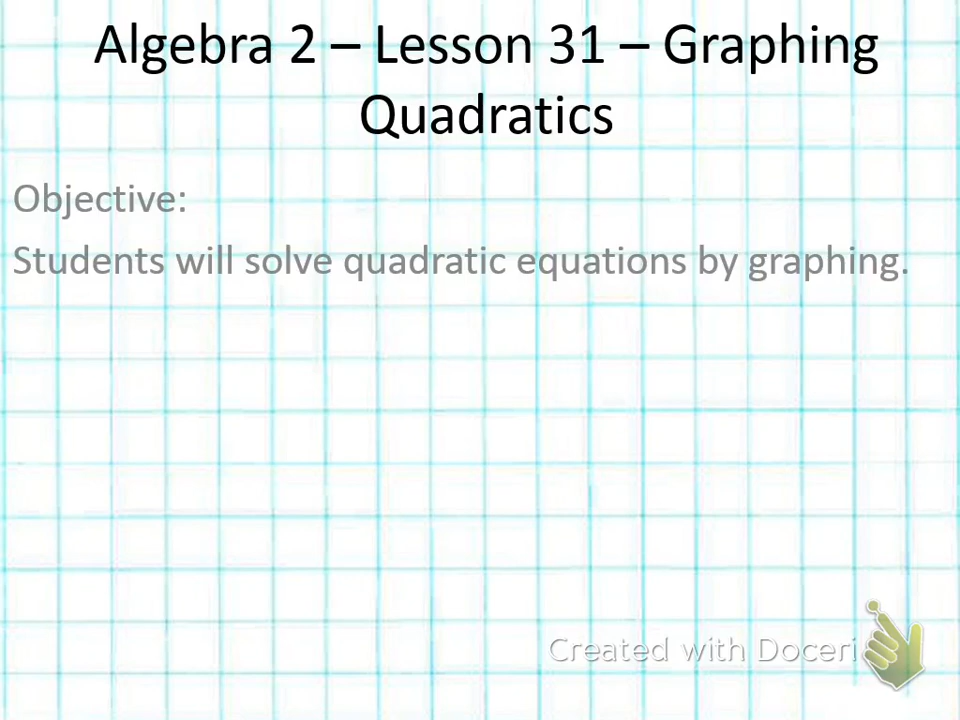 Algebra 2 – Lesson 31 – Graphing
Quadratics
Objective:
Students will solve quadratic equations by graphing.
Created with Doceri